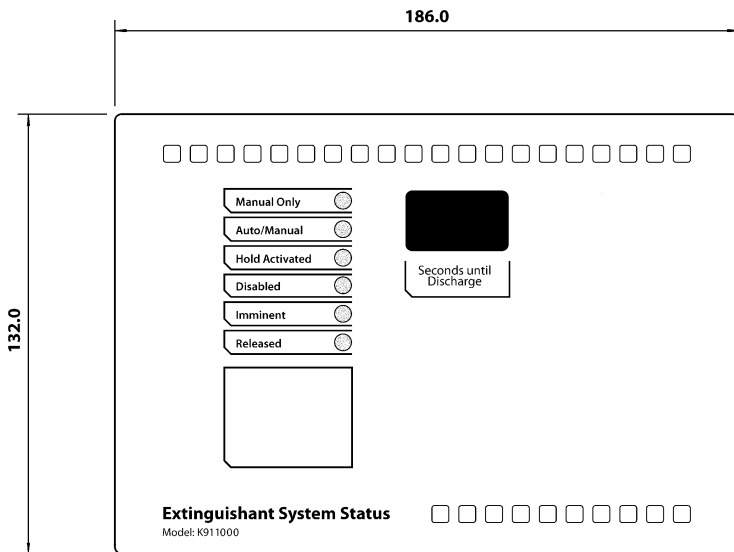 186.0
132.0
Manual Only
Auto/Manual
Hold Activated
Disabled
Imminent
Released
Seconds until
Discharge
Extinguishant System Status
Model: K911000